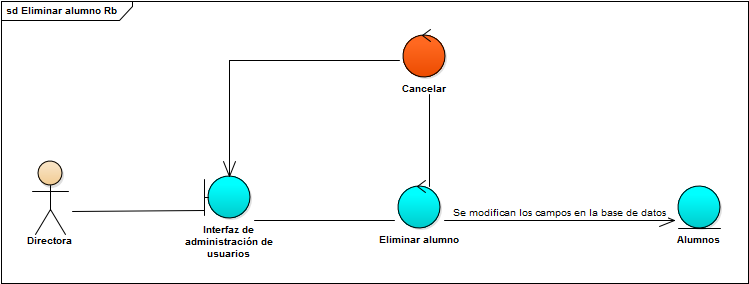 sd Eliminar alumno Rb
Cancelar
Se modifican los campos en la base de datos
Directora
Interfaz de
administración de
usuarios
Eliminar alumno
Alumnos